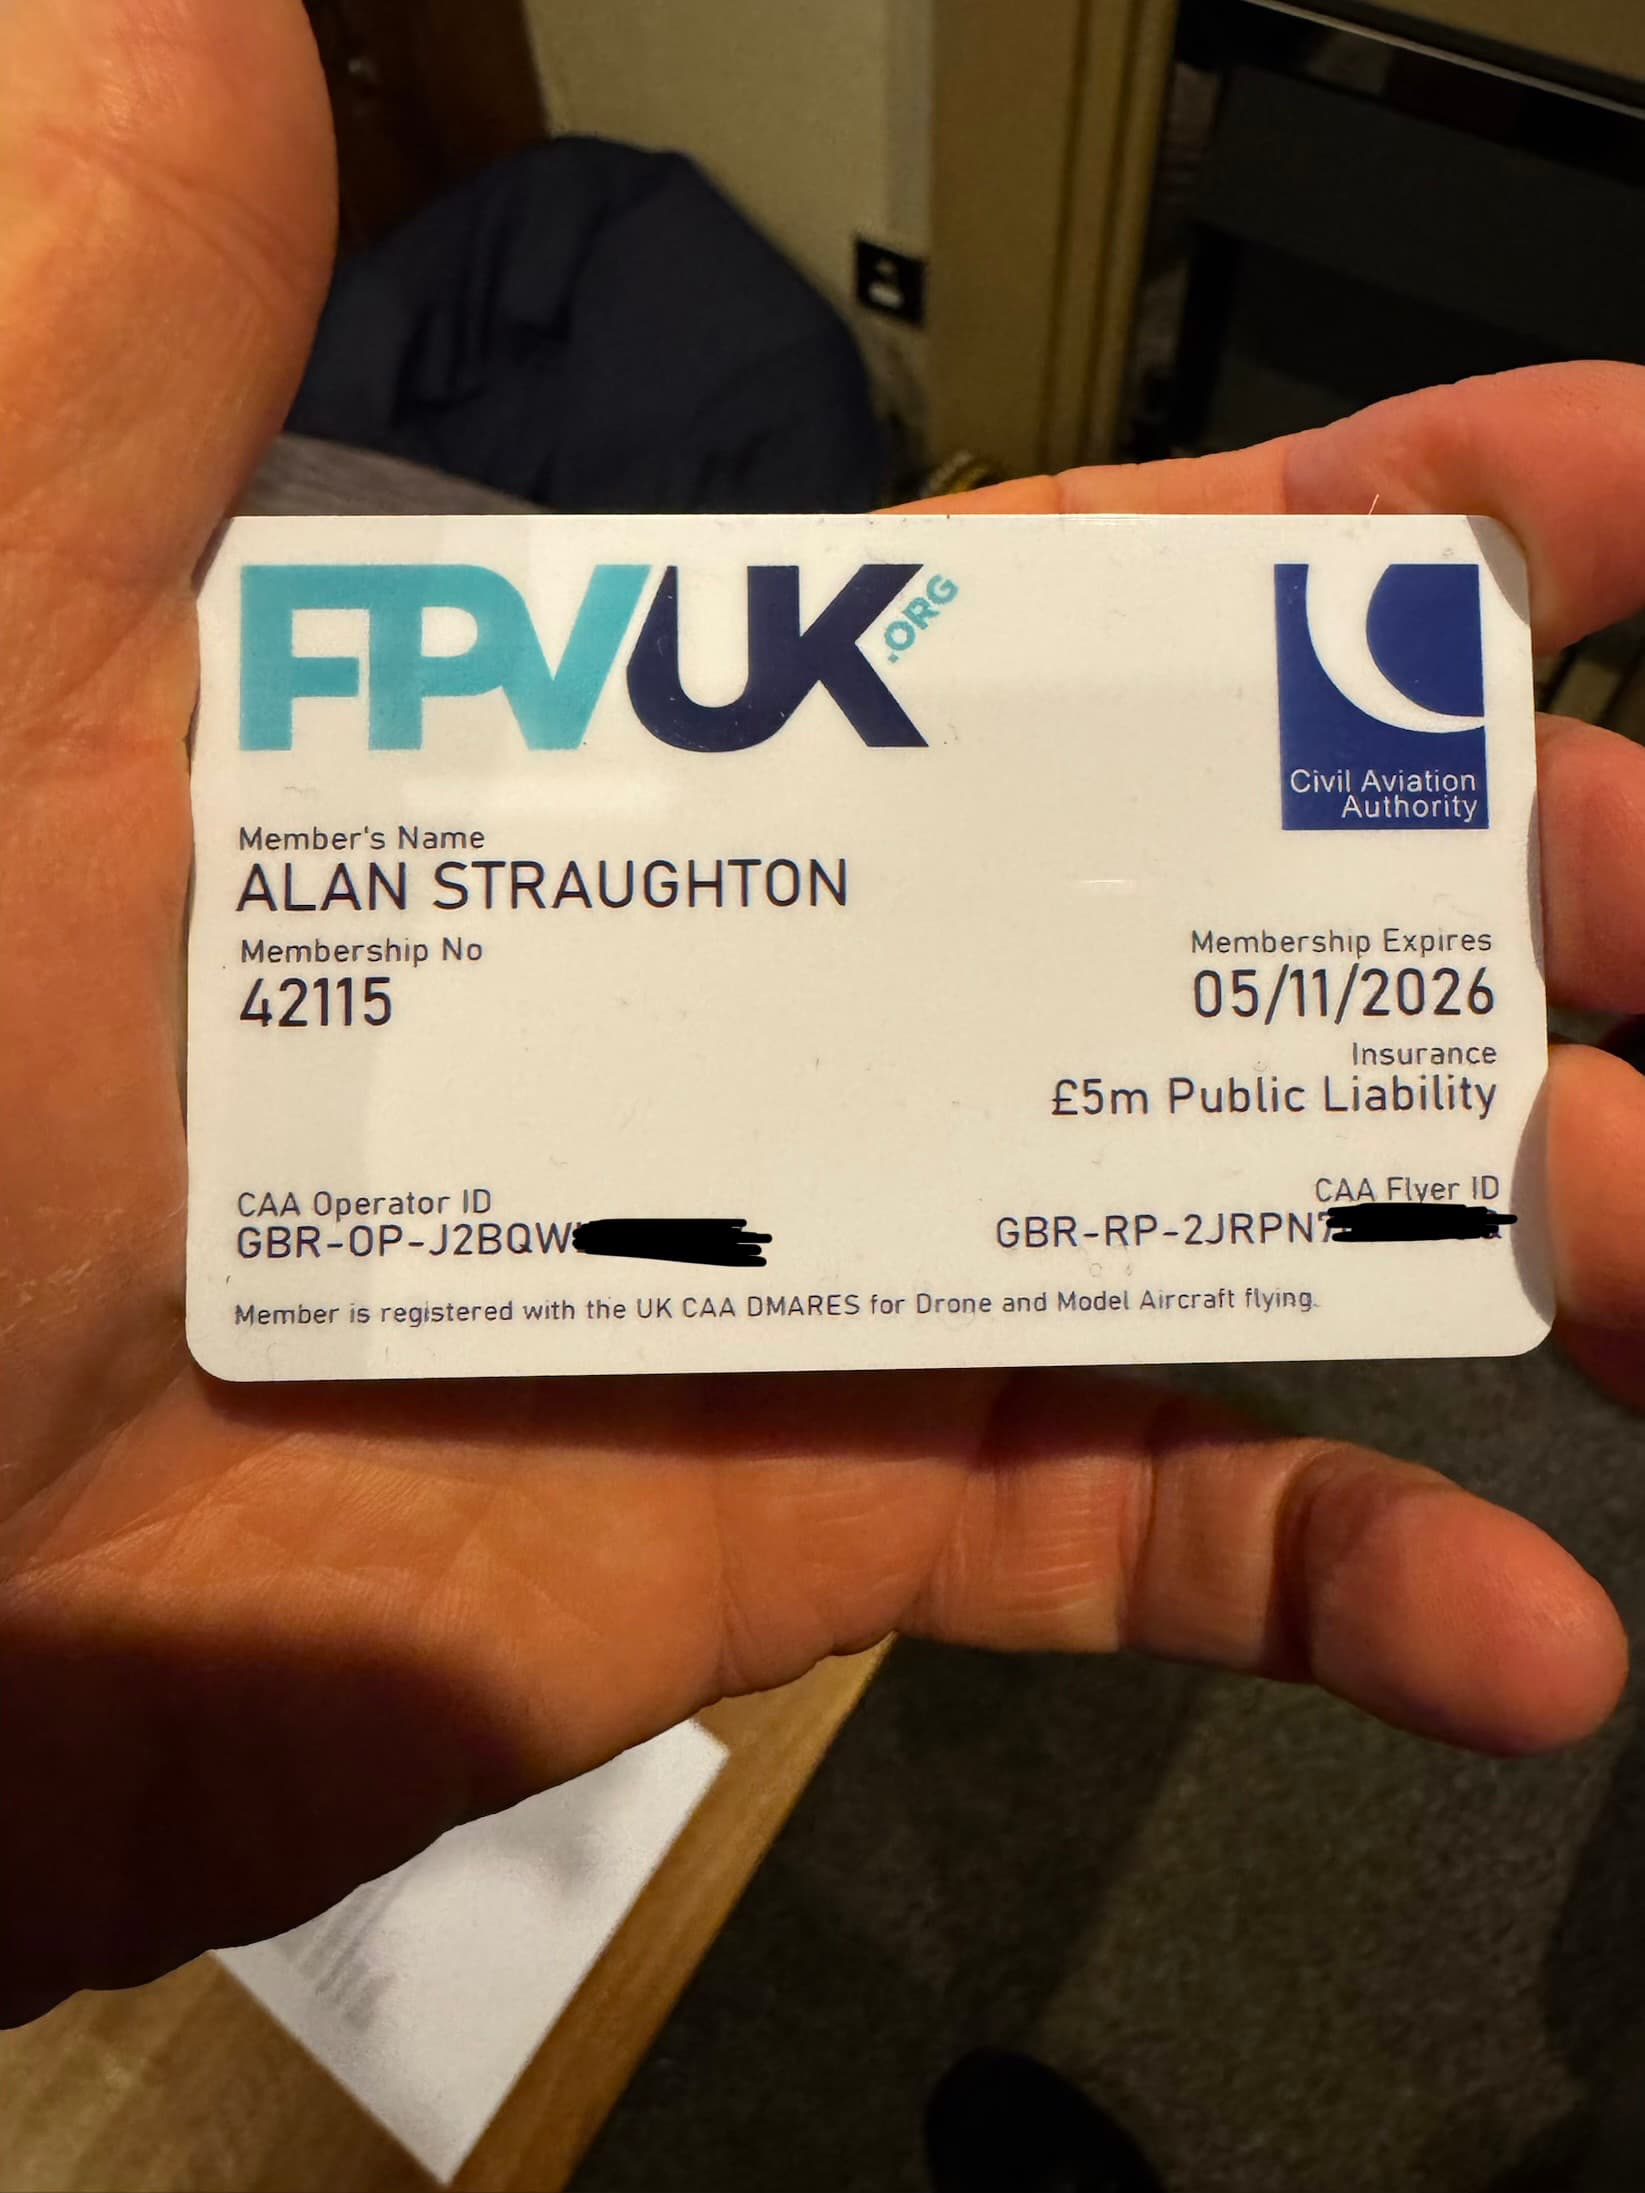 FPVUK.ORG
Civil Aviation
Authority
Member's Name
ALAN STRAUGHTON
Membership No
42115
Membership Expires
05/11/2026
Insurance
£5m Public Liability
CAA Operator ID
GBR-OP-J2BQW
CAA Flyer ID
GBR-RP-2JRPN7
Member is registered with the UK CAA DMARES for Drone and Model Aircraft flying.